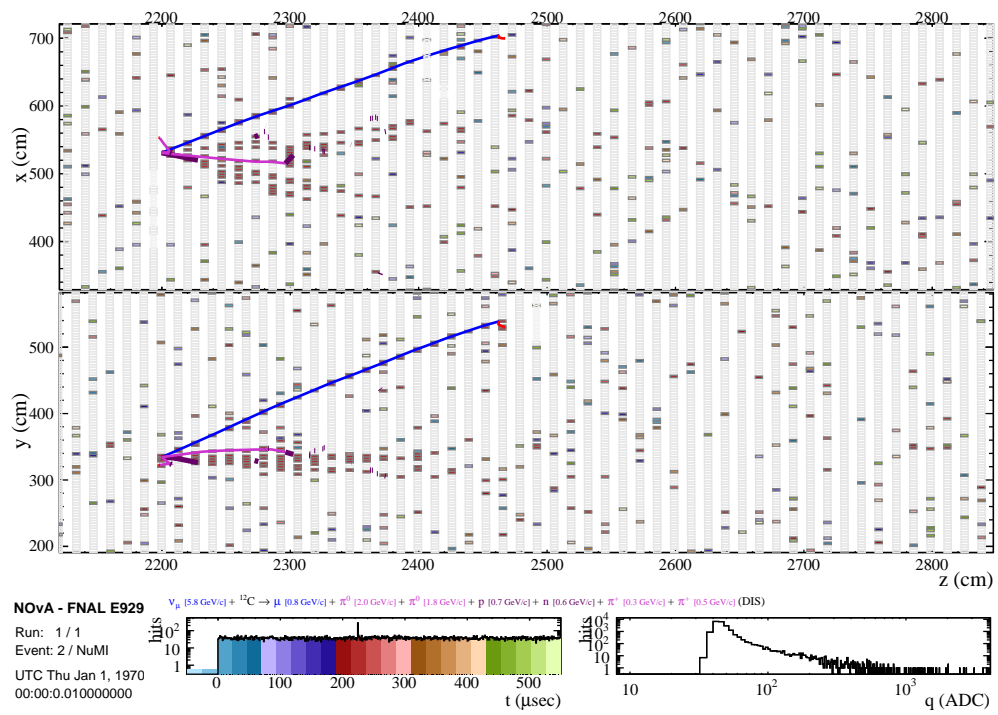 2200 2300 2400 2500 2600 2700 2800
700
600
500
400
x (cm)
500
400
300
200
y (cm)
2200 2300 2400 2500 2600 2700 2800
z (cm)
NOvA - FNAL E929
Run: 1 / 1
Event: 2 / NuMI
UTC Thu Jan 1, 1970
00:00:0.010000000
νμ [5.8 GeV/c] + ¹²C → μ [0.8 GeV/c] + π⁰ [2.0 GeV/c] + π⁰ [1.8 GeV/c] + p [0.7 GeV/c] + n [0.6 GeV/c] + π⁺ [0.3 GeV/c] + π⁺ [0.5 GeV/c] (DIS)
hits
10²
10
1
0 100 200 300 400 500
t (μsec)
hits
10⁴
10³
10²
10
1
10 10² 10³
q (ADC)